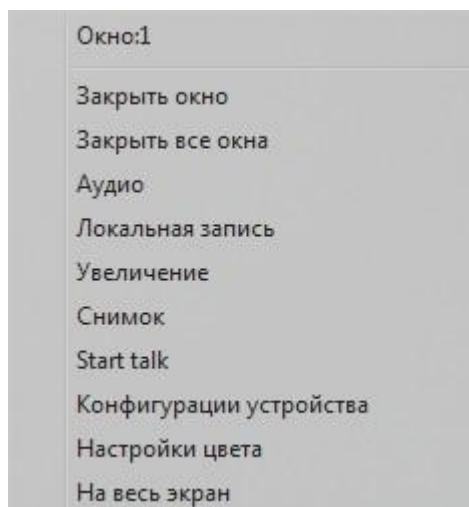 Окно:1
Закрыть окно
Закрыть все окна
Аудио
Локальная запись
Увеличение
Снимок
Start talk
Конфигурации устройства
Настройки цвета
На весь экран